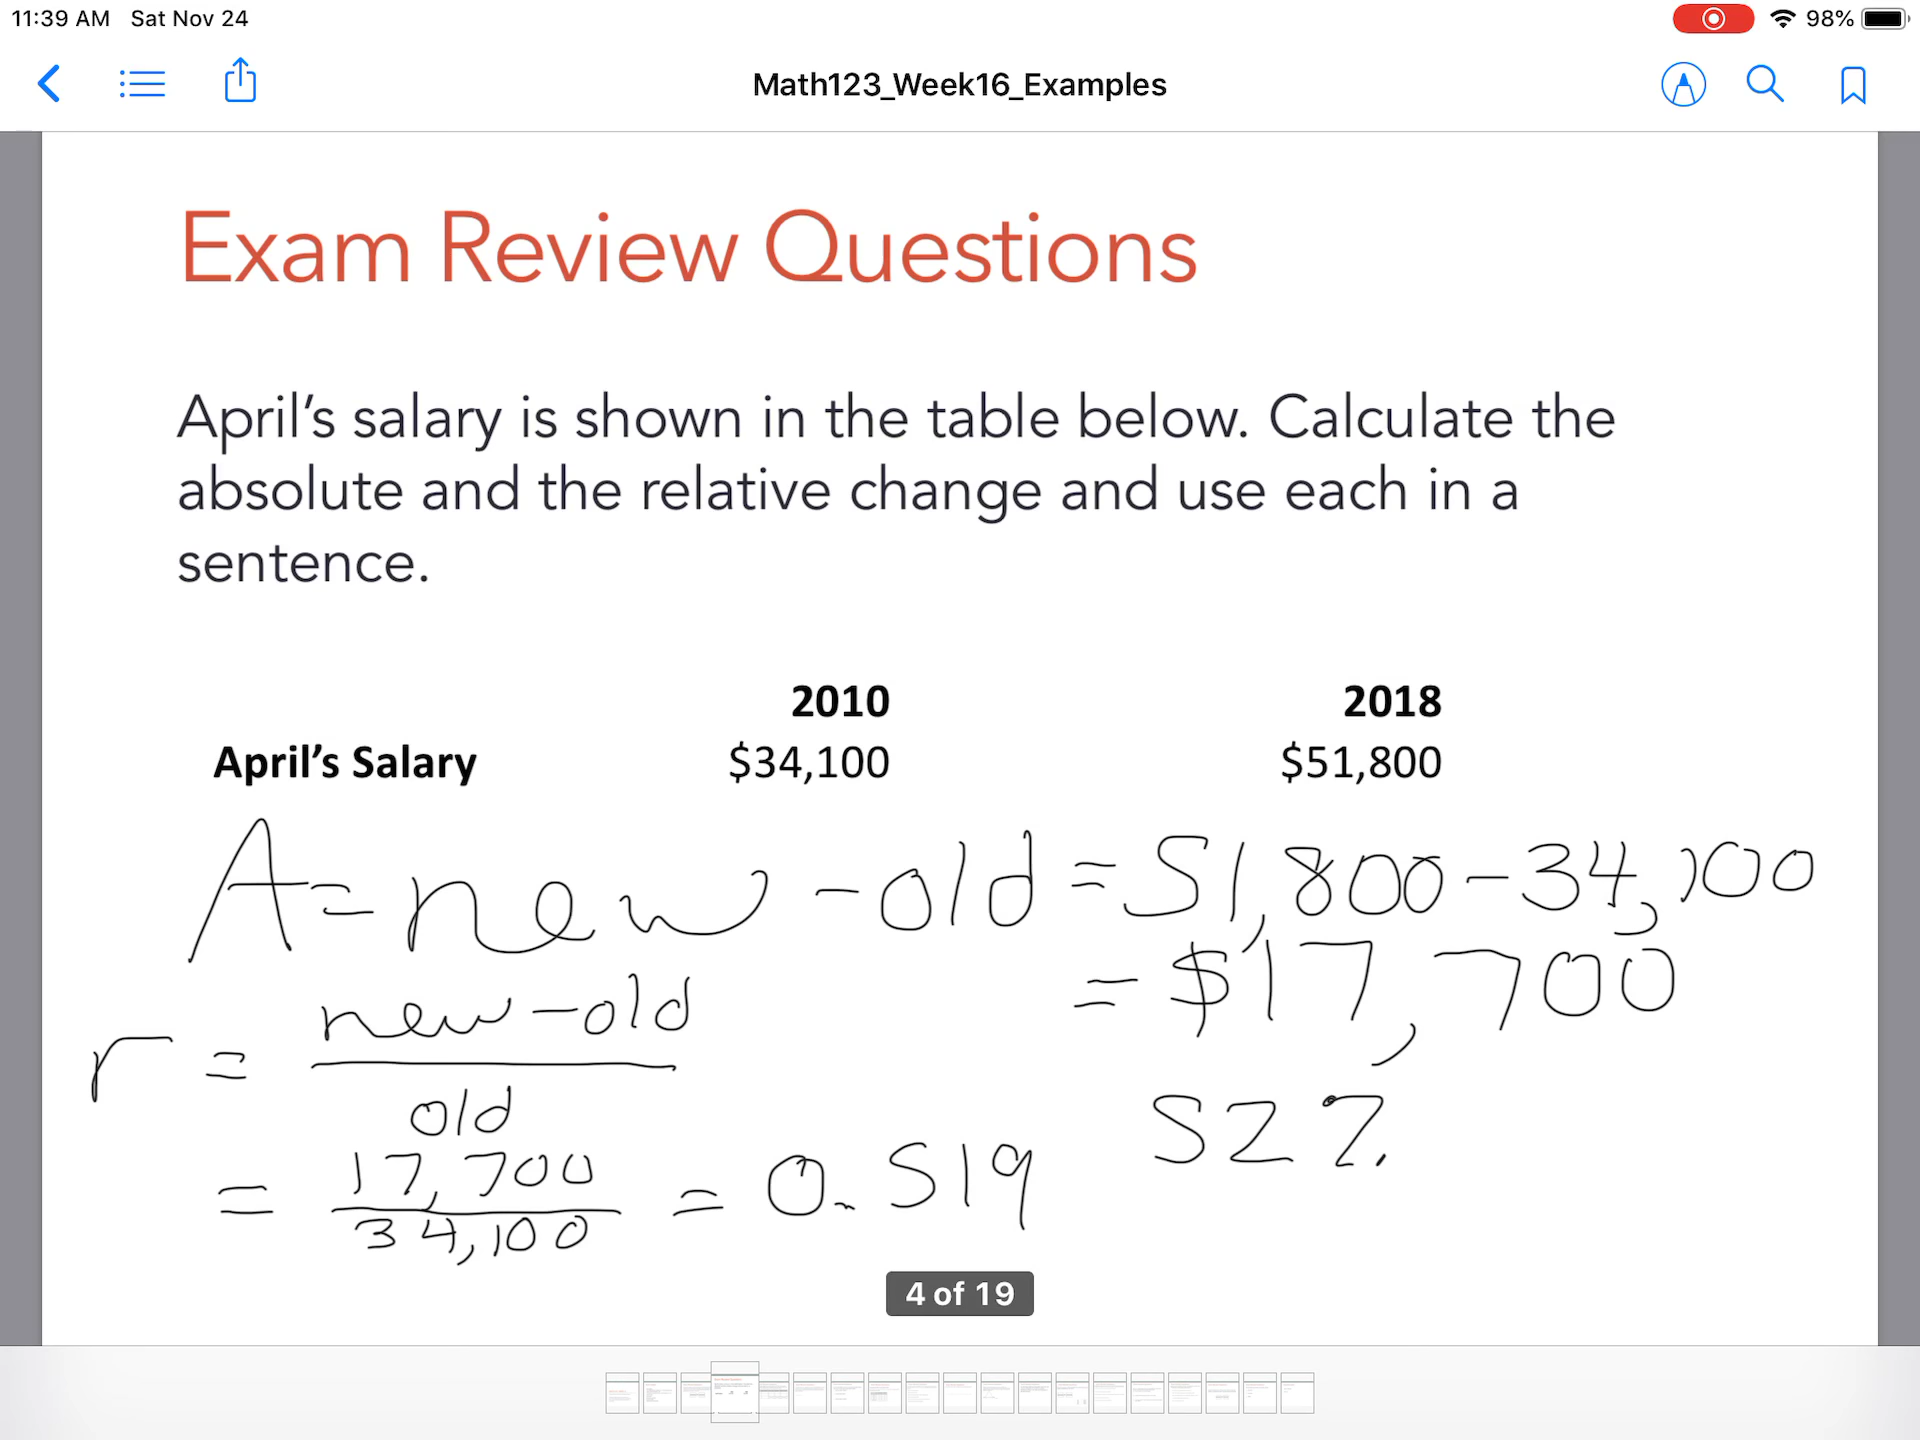 11:39 AM Sat Nov 24
98%
Math123_Week16_Examples
Exam Review Questions
April's salary is shown in the table below. Calculate the
absolute and the relative change and use each in a
sentence.
2010 2018
April's Salary $34,100 $51,800
A = new - old = 51,800 - 34,100
= $17,700
r = new - old
old
= 17,700
34,100
= 0.519
52%
4 of 19